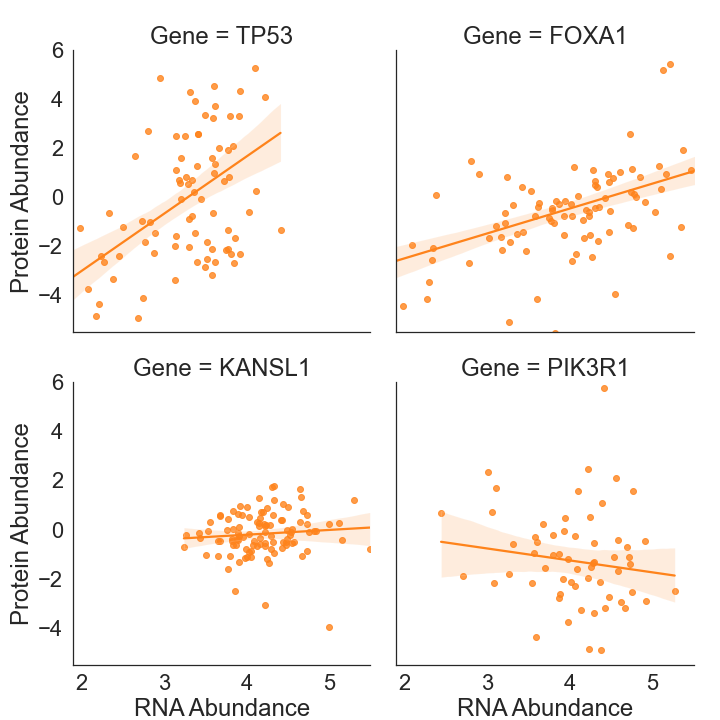 Gene = TP53
Gene = FOXA1
6
4
2
0
−2
−4
Protein Abundance
Gene = KANSL1
Gene = PIK3R1
6
4
2
0
−2
−4
Protein Abundance
2 3 4 5
2 3 4 5
RNA Abundance
RNA Abundance